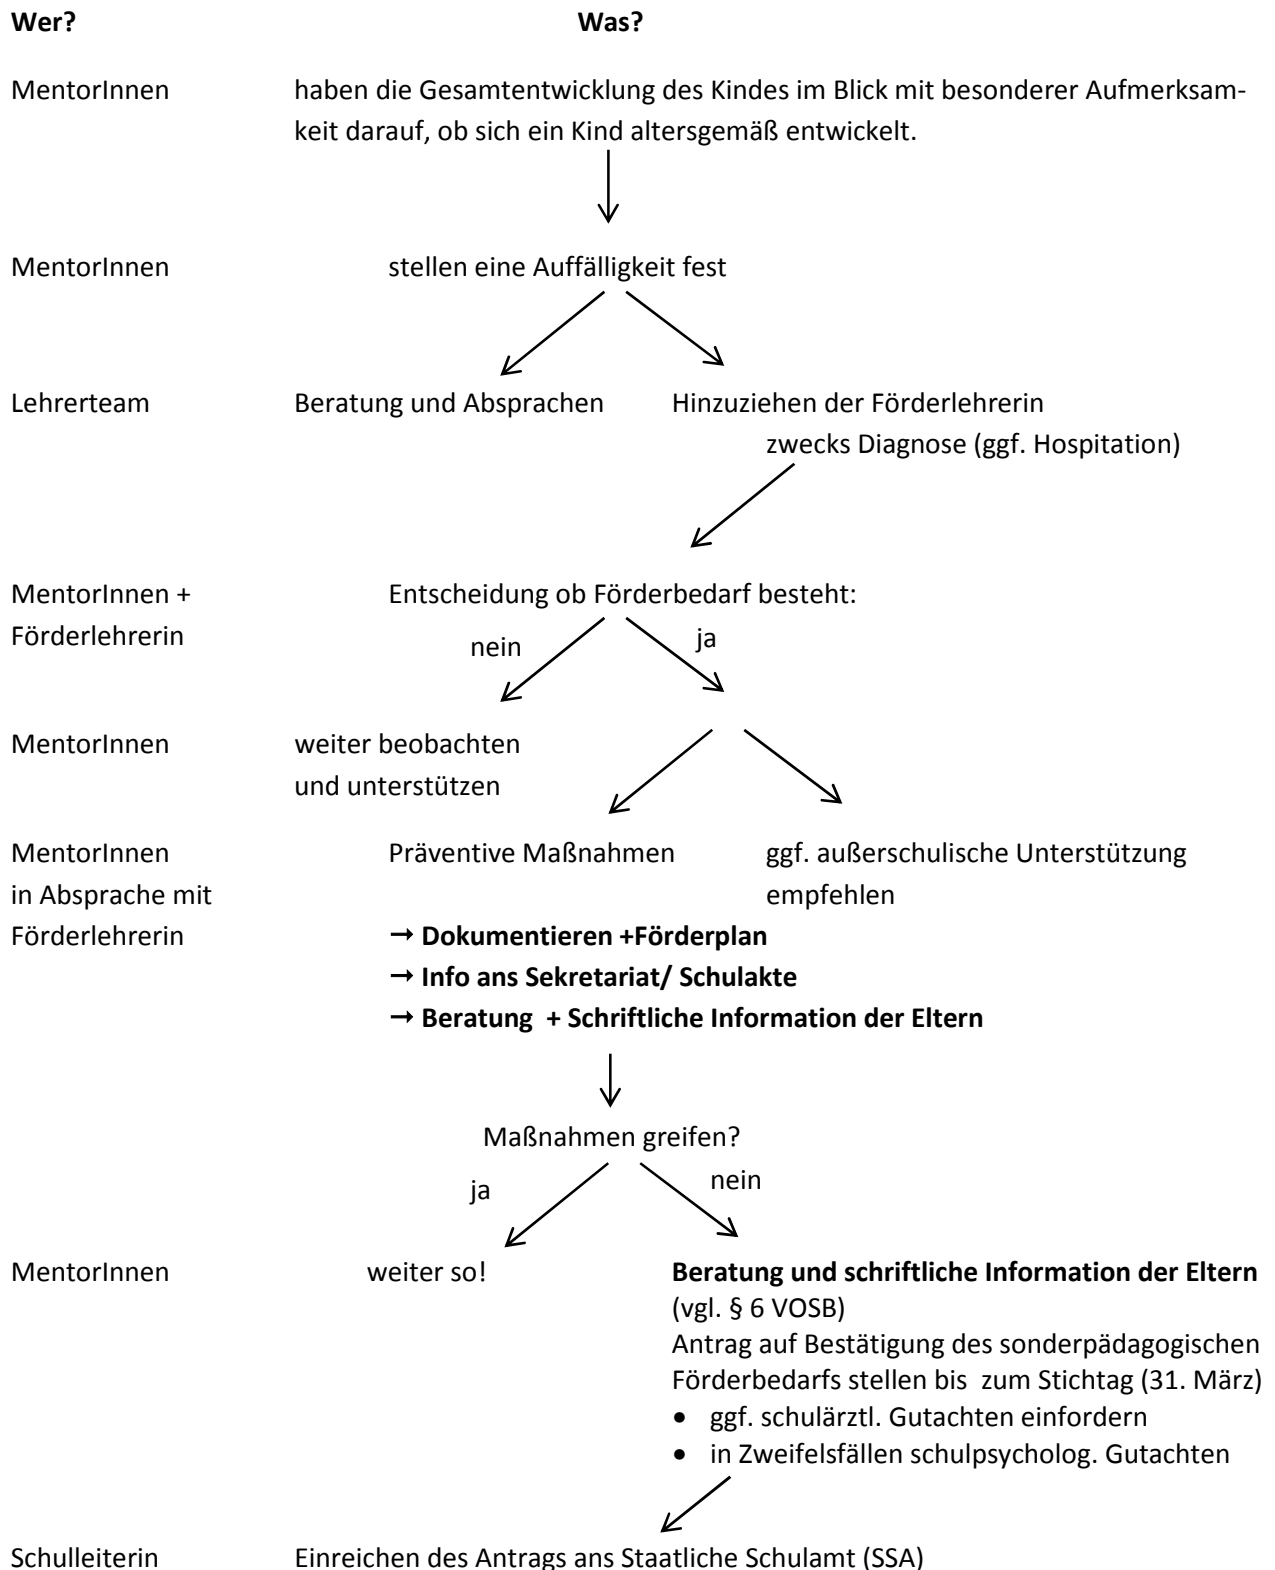 Wer? Was?
MentorInnen haben die Gesamtentwicklung des Kindes im Blick mit besonderer Aufmerksam-
keit darauf, ob sich ein Kind altersgemäß entwickelt.
MentorInnen stellen eine Auffälligkeit fest
Lehrerteam Beratung und Absprachen Hinzuziehen der Förderlehrerin
zwecks Diagnose (ggf. Hospitation)
MentorInnen + Entscheidung ob Förderbedarf besteht:
Förderlehrerin nein ja
MentorInnen weiter beobachten
und unterstützen
MentorInnen Präventive Maßnahmen ggf. außerschulische Unterstützung
in Absprache mit empfehlen
Förderlehrerin → Dokumentieren +Förderplan
→ Info ans Sekretariat/ Schulakte
→ Beratung + Schriftliche Information der Eltern
Maßnahmen greifen?
ja nein
MentorInnen weiter so! Beratung und schriftliche Information der Eltern
(vgl. § 6 VOSB)
Antrag auf Bestätigung des sonderpädagogischen
Förderbedarfs stellen bis zum Stichtag (31. März)
• ggf. schulärztl. Gutachten einfordern
• in Zweifelsfällen schulpsycholog. Gutachten
Schulleiterin Einreichen des Antrags ans Staatliche Schulamt (SSA)